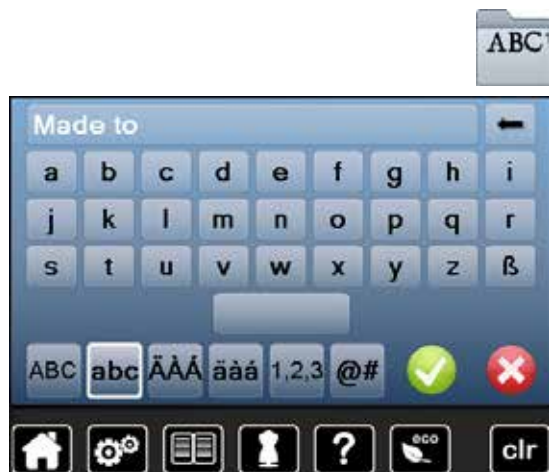 ABC
Made to
a b c d e f g h i
j k l m n o p q r
s t u v w x y z ß
ABC abc ÄÀÁ äàá 1,2,3 @#
? eco clr